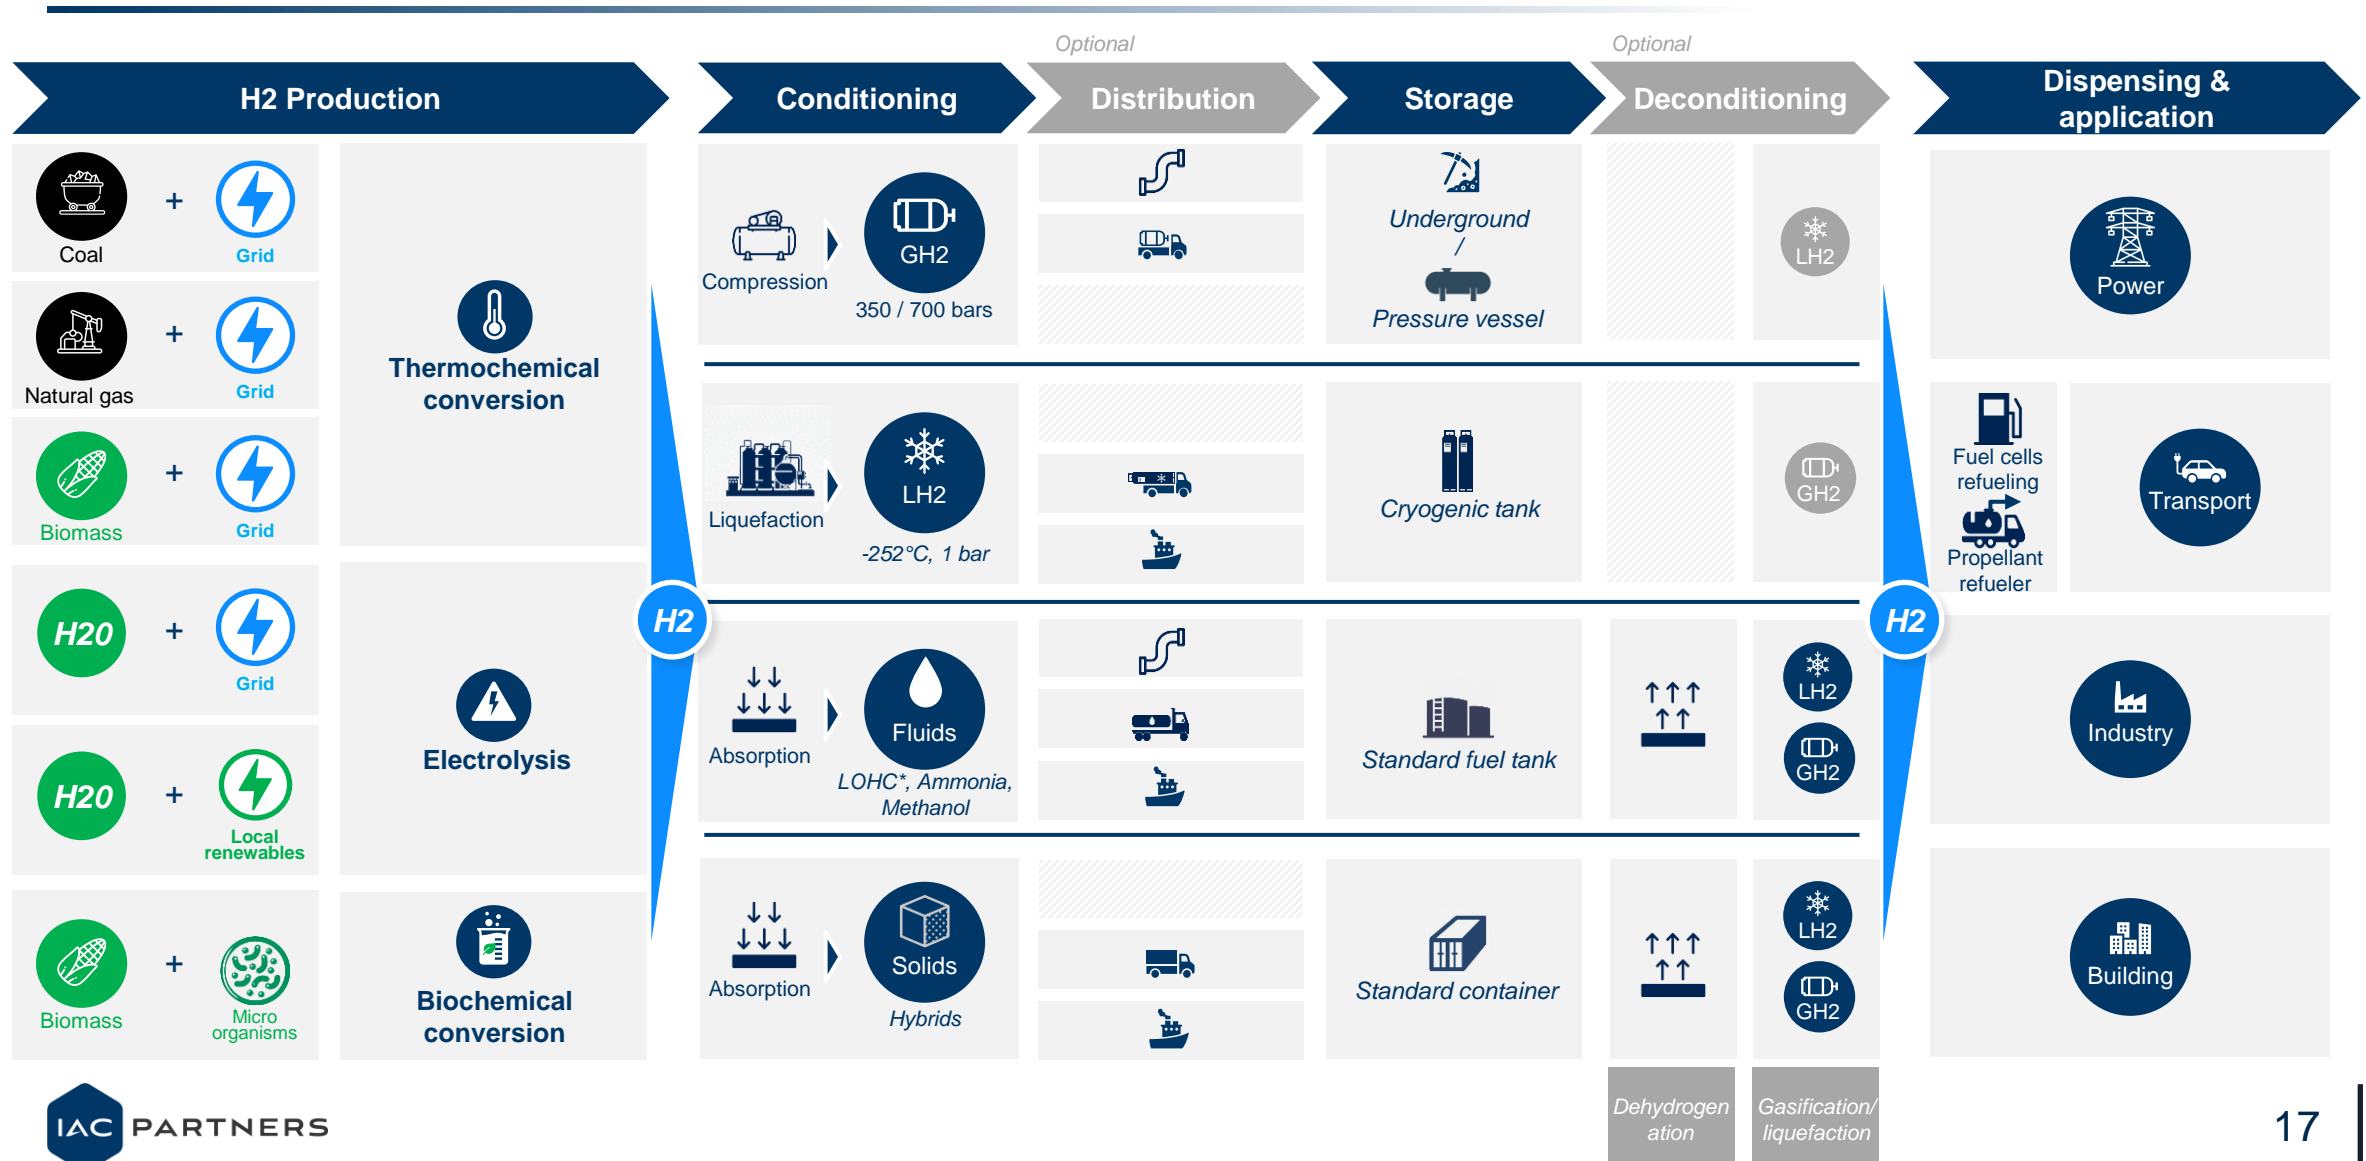 Optional
Optional
H2 Production
Conditioning
Distribution
Storage
Deconditioning
Dispensing &
application
Coal
+
Grid
Natural gas
+
Grid
Biomass
+
Grid
Thermochemical
conversion
H20
+
Grid
H20
+
Local
renewables
Electrolysis
Biomass
+
Micro
organisms
Biochemical
conversion
H2
Compression
GH2
350 / 700 bars
Underground
/
Pressure vessel
LH2
Liquefaction
LH2
-252°C, 1 bar
Cryogenic tank
GH2
Absorption
Fluids
LOHC*, Ammonia,
Methanol
Standard fuel tank
LH2
GH2
Absorption
Solids
Hybrids
Standard container
LH2
GH2
Dehydrogen
ation
Gasification/
liquefaction
H2
Power
Fuel cells
refueling
Propellant
refueler
Transport
Industry
Building
IAC PARTNERS
17